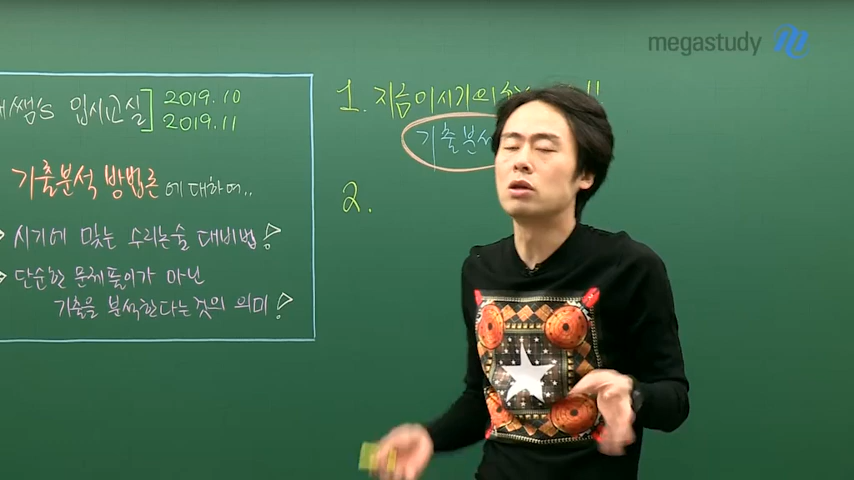 megastudy
쌤's 입시교실] 2019.10
2019.11
기출분석 방법론에 대하여..
시기에 맞는 수리논술 대비법!
단순한 문제풀이가 아닌
기출을 분석한다는것의 의미!
1. 지금 이시기의 !!
기출분석
2.